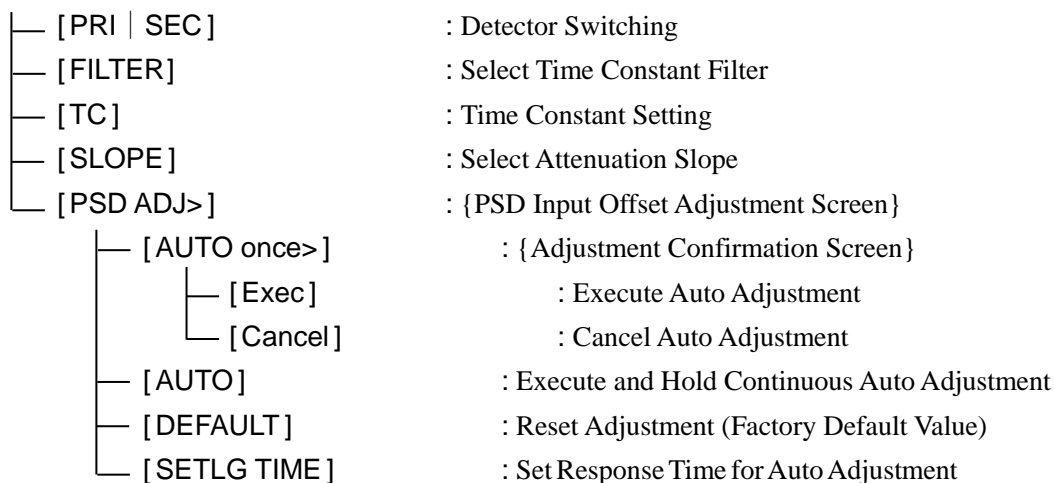 [PRI｜SEC] : Detector Switching
[FILTER] : Select Time Constant Filter
[TC] : Time Constant Setting
[SLOPE] : Select Attenuation Slope
[PSD ADJ>] : {PSD Input Offset Adjustment Screen}
[AUTO once>] : {Adjustment Confirmation Screen}
[Exec] : Execute Auto Adjustment
[Cancel] : Cancel Auto Adjustment
[AUTO] : Execute and Hold Continuous Auto Adjustment
[DEFAULT] : Reset Adjustment (Factory Default Value)
[SETLG TIME] : Set Response Time for Auto Adjustment